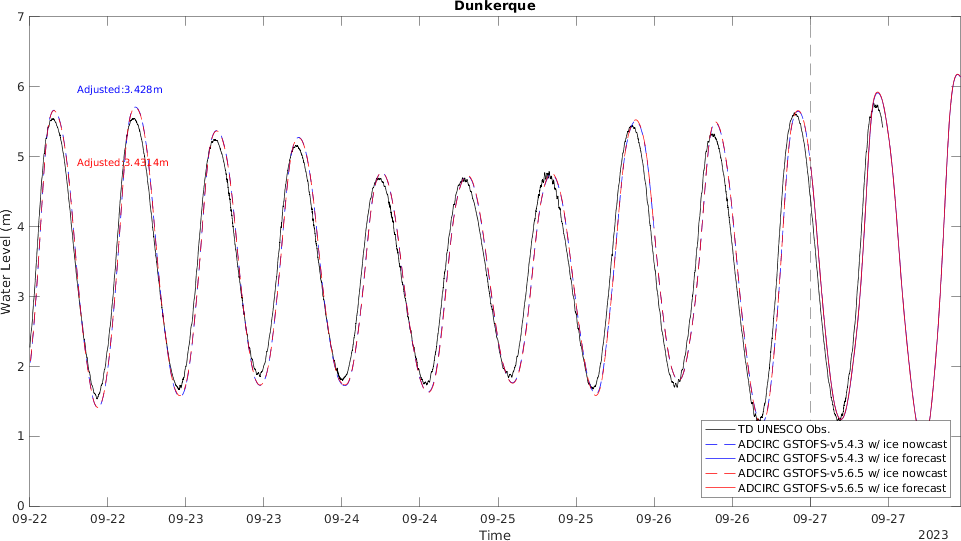 Dunkerque
7
6
5
4
3
2
1
0
Water Level (m)
Adjusted:3.428m
Adjusted:3.4314m
TD UNESCO Obs.
ADCIRC GSTOFS-v5.4.3 w/ ice nowcast
ADCIRC GSTOFS-v5.4.3 w/ ice forecast
ADCIRC GSTOFS-v5.6.5 w/ ice nowcast
ADCIRC GSTOFS-v5.6.5 w/ ice forecast
09-22 09-22 09-23 09-23 09-24 09-24 09-25 09-25 09-26 09-26 09-27 09-27
Time
2023